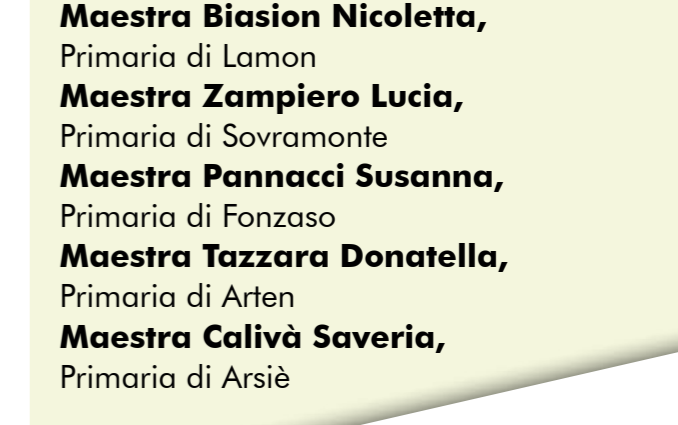 Maestra Biasion Nicoletta,
Primaria di Lamon
Maestra Zampiero Lucia,
Primaria di Sovramonte
Maestra Pannacci Susanna,
Primaria di Fonzaso
Maestra Tazzara Donatella,
Primaria di Arten
Maestra Calivà Saveria,
Primaria di Arsiè